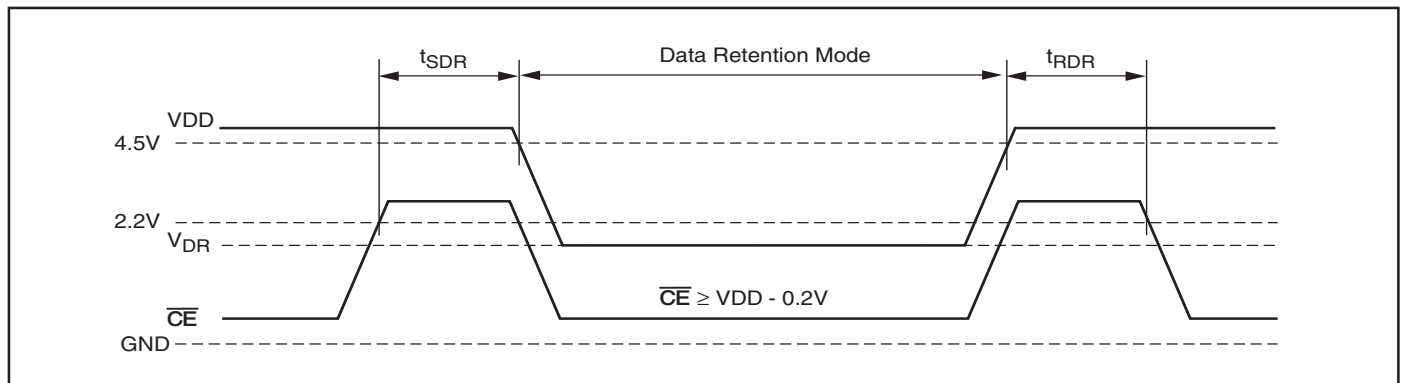 tSDR Data Retention Mode tRDR
VDD
4.5V
2.2V
VDR
CE ≥ VDD - 0.2V
CE
GND